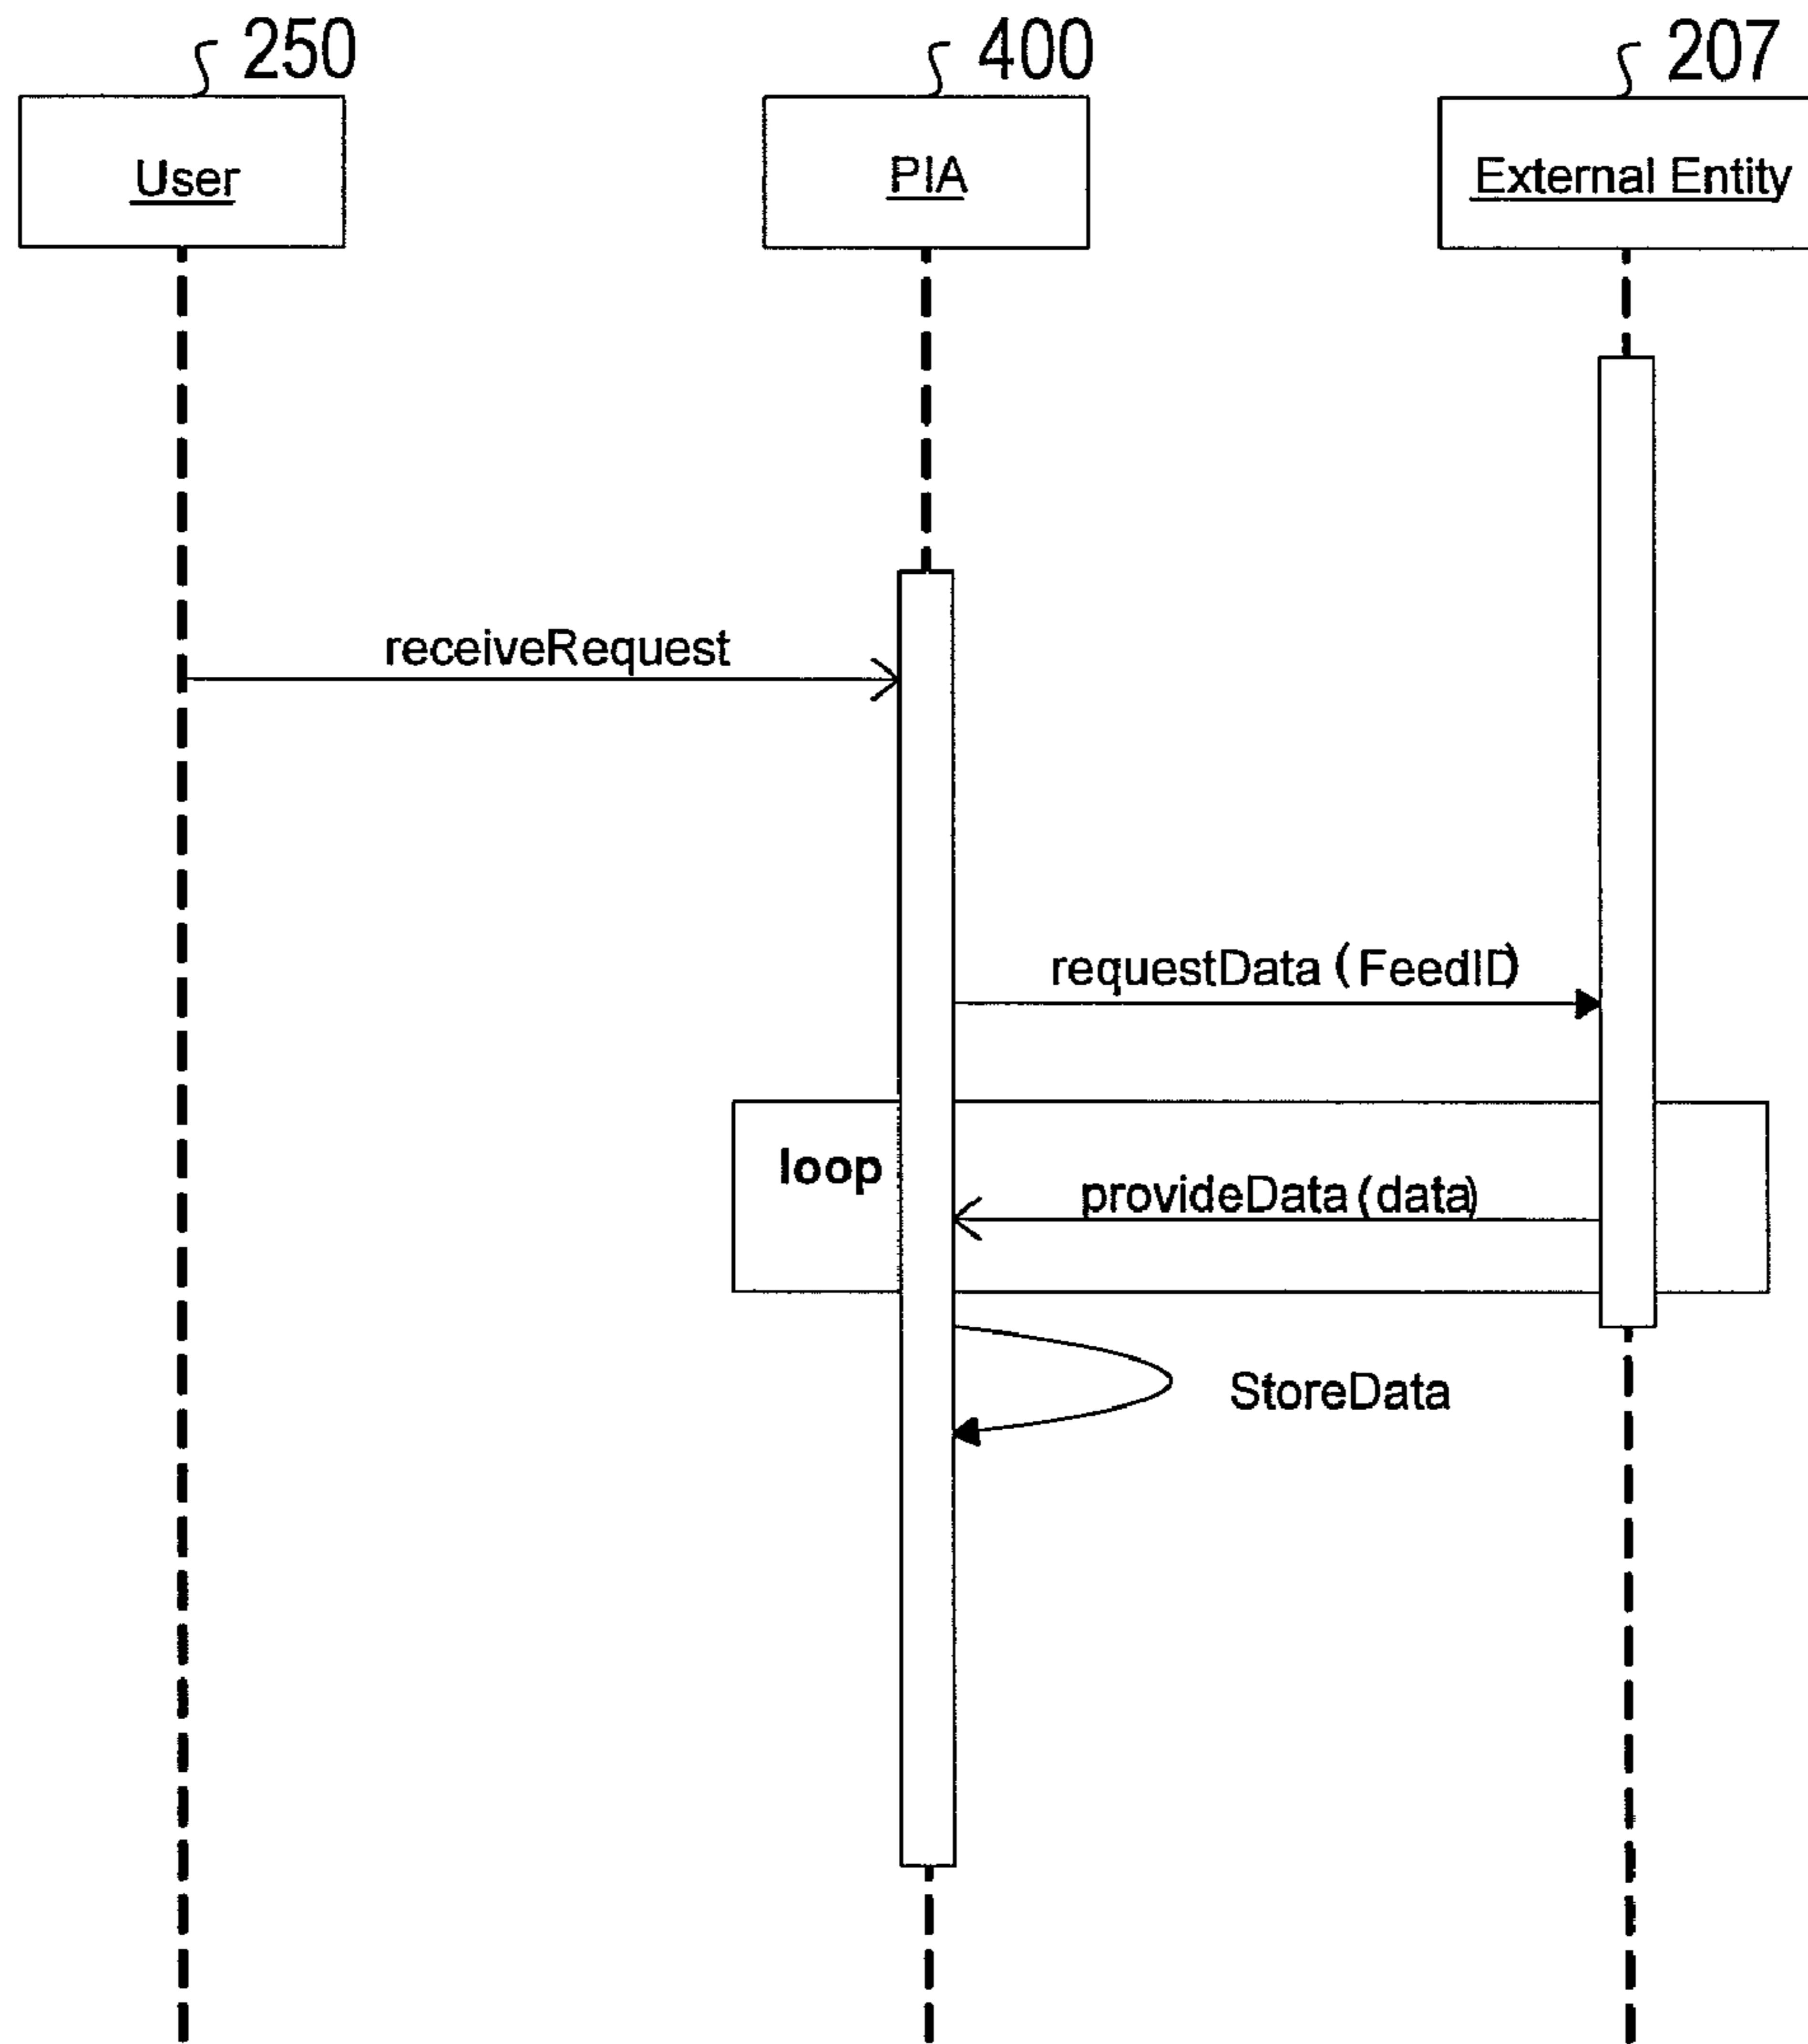 250
400
207
User
PIA
External Entity
receiveRequest
requestData (FeedID)
loop
provideData (data)
StoreData